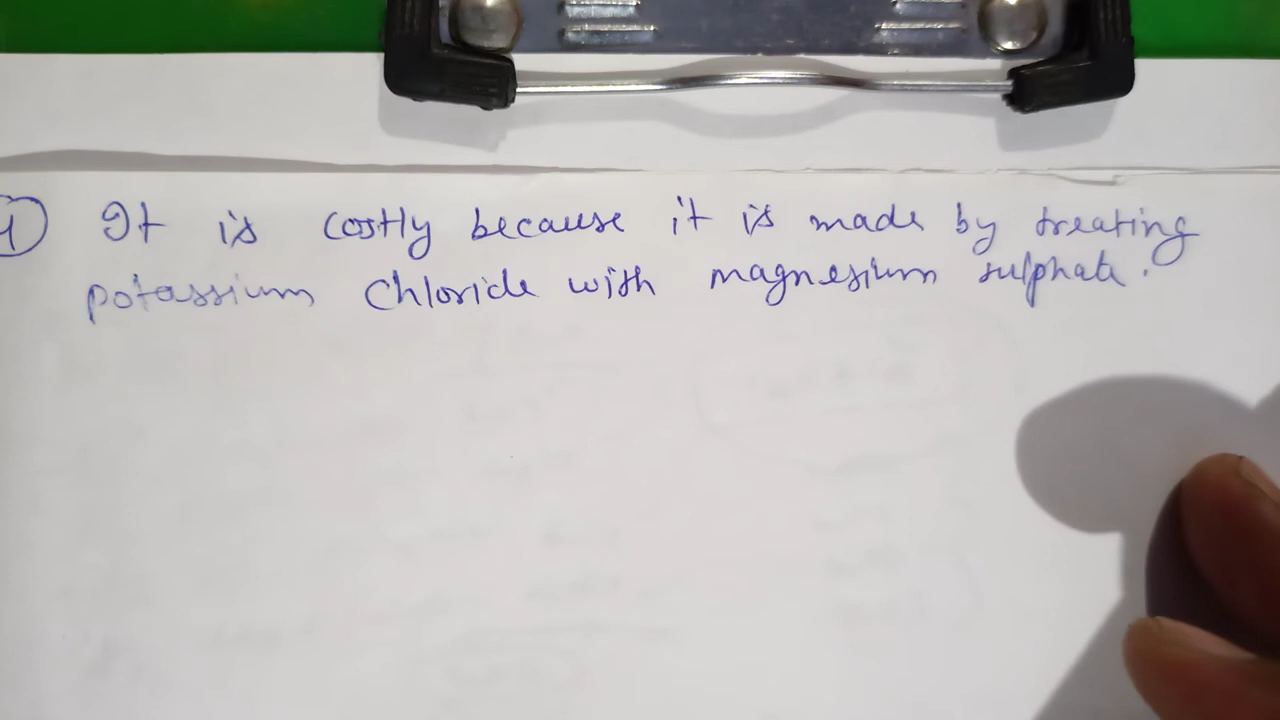 1 It is costly because it is made by treating
potassium chloride with magnesium sulphate.